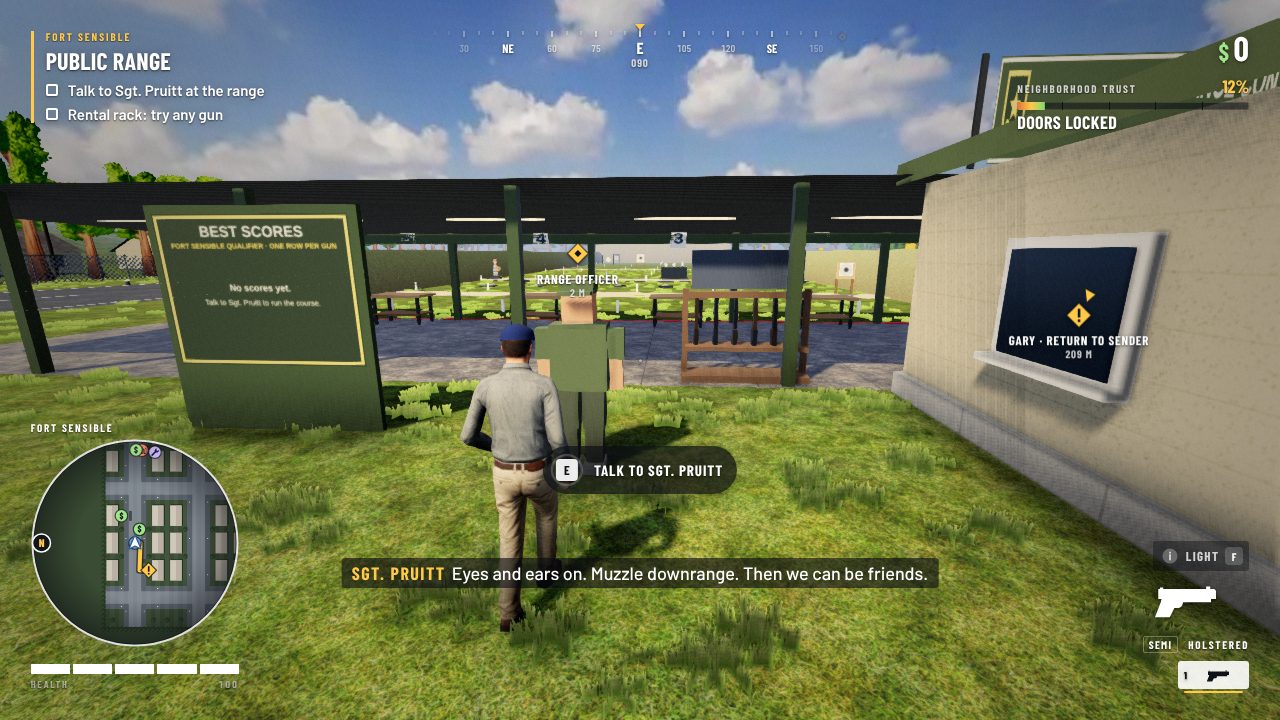 FORT SENSIBLE
PUBLIC RANGE
Talk to Sgt. Pruitt at the range
Rental rack: try any gun
30 NE 60 75 E 105 120 SE 150
090
$0
NEIGHBORHOOD TRUST 12%
DOORS LOCKED
BEST SCORES
FORT SENSIBLE QUALIFIER · ONE ROW PER GUN
No scores yet.
Talk to Sgt. Pruitt to run the course.
4 3
RANGE OFFICER
2 M
GARY · RETURN TO SENDER
209 M
E TALK TO SGT. PRUITT
FORT SENSIBLE
N
SGT. PRUITT Eyes and ears on. Muzzle downrange. Then we can be friends.
LIGHT F
SEMI HOLSTERED
1
HEALTH 100